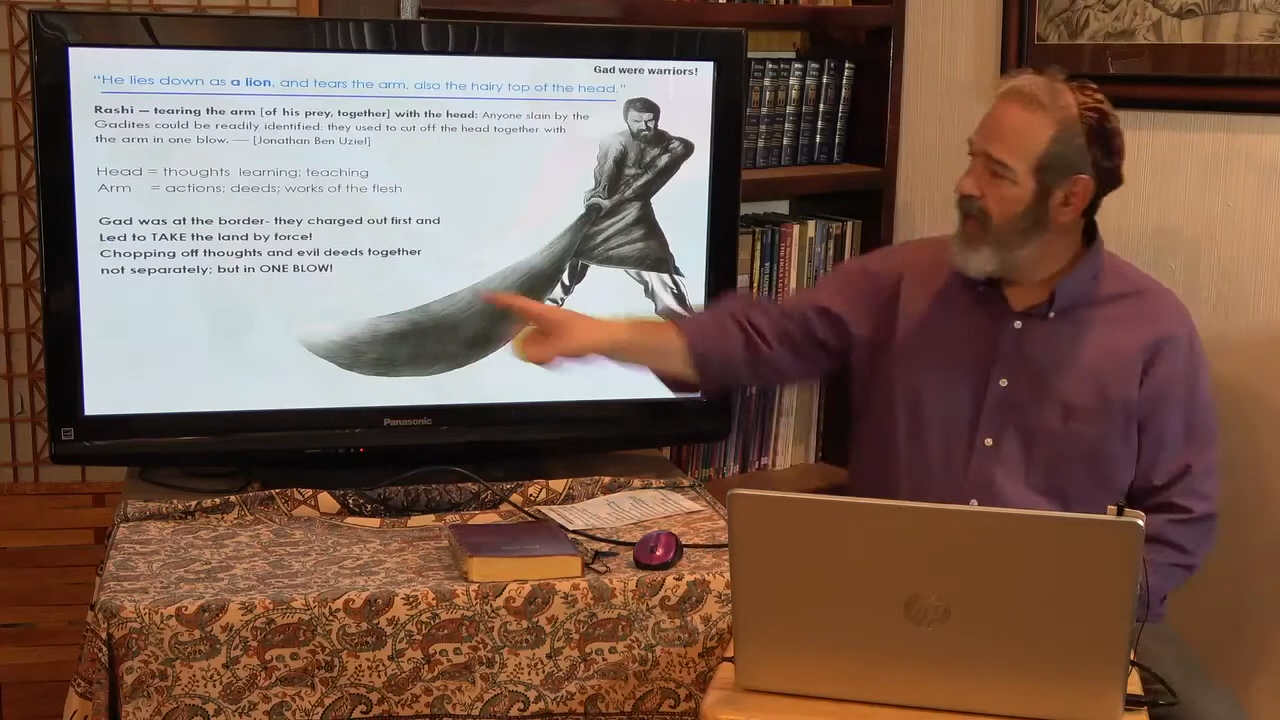 Gad were warriors!
"He lies down as a lion, and tears the arm, alsa the hairy top of the head."
Rashi — tearing the arm [of his prey, together] with the head: Anyone slain by the
Gadites could be readily identified: they used to cut off the head together with
the arm in one blow. — [Jonathan Ben Uziel]
Head = thoughts learning; teaching
Arm = actions; deeds; works of the flesh
Gad was at the border- they charged out first and
Led to TAKE the land by force!
Chopping off thoughts and evil deeds together
not separately; but in ONE BLOW!
Panasonic
hp